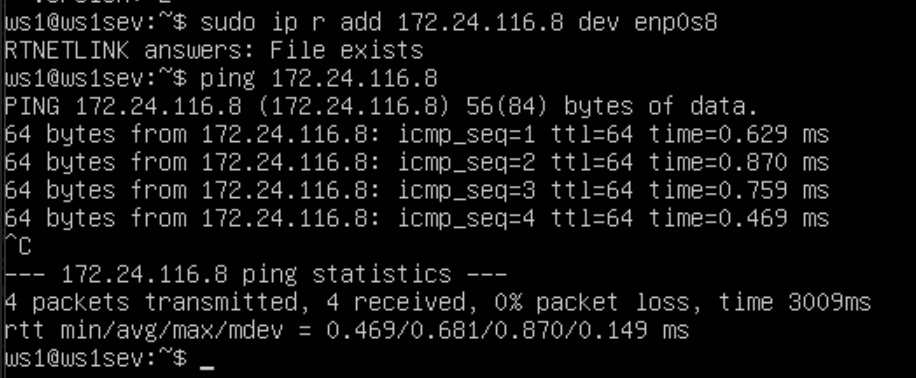 ws1@ws1sev:~$ sudo ip r add 172.24.116.8 dev enp0s8
RTNETLINK answers: File exists
ws1@ws1sev:~$ ping 172.24.116.8
PING 172.24.116.8 (172.24.116.8) 56(84) bytes of data.
64 bytes from 172.24.116.8: icmp_seq=1 ttl=64 time=0.629 ms
64 bytes from 172.24.116.8: icmp_seq=2 ttl=64 time=0.870 ms
64 bytes from 172.24.116.8: icmp_seq=3 ttl=64 time=0.759 ms
64 bytes from 172.24.116.8: icmp_seq=4 ttl=64 time=0.469 ms
^C
--- 172.24.116.8 ping statistics ---
4 packets transmitted, 4 received, 0% packet loss, time 3009ms
rtt min/avg/max/mdev = 0.469/0.681/0.870/0.149 ms
ws1@ws1sev:~$ _